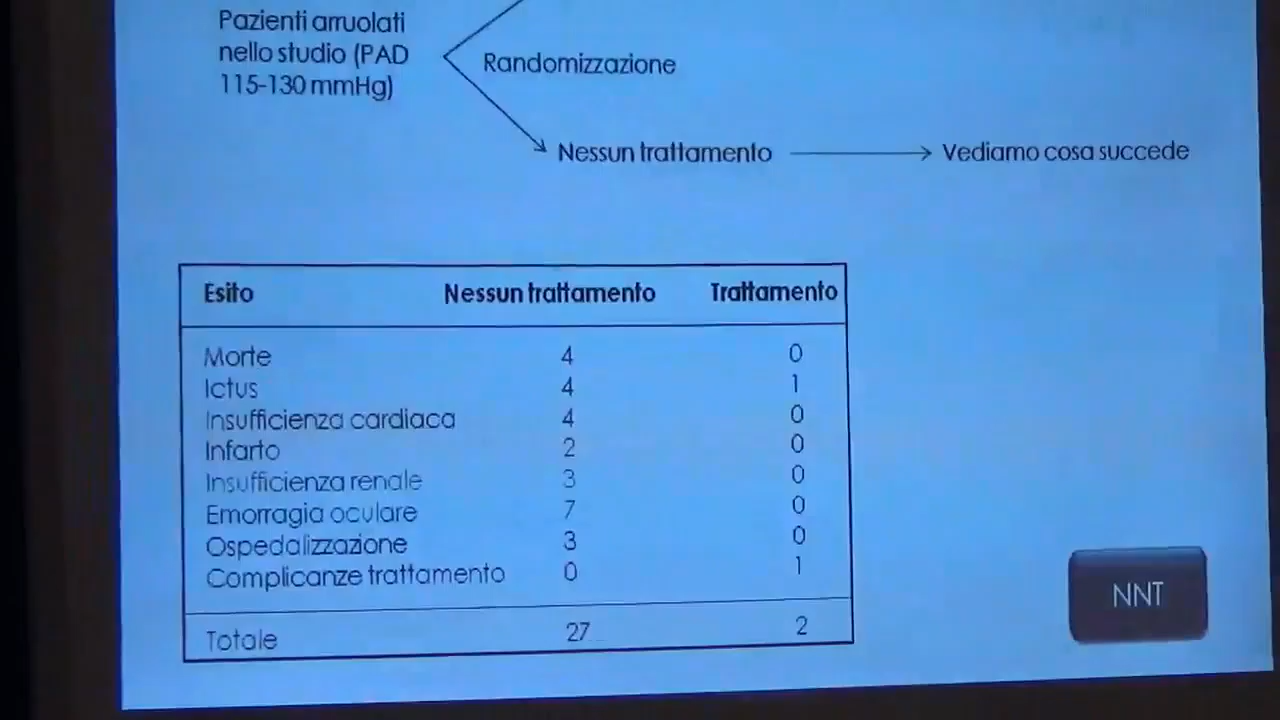 Pazienti arruolati
nello studio (PAD
115-130 mmHg)
Randomizzazione
Nessun trattamento
Vediamo cosa succede
Esito Nessun trattamento Trattamento
Morte 4 0
Ictus 4 1
Insufficienza cardiaca 4 0
Infarto 2 0
Insufficienza renale 3 0
Emorragia oculare 7 0
Ospedalizzazione 3 0
Complicanze trattamento 0 1
Totale 27 2
NNT